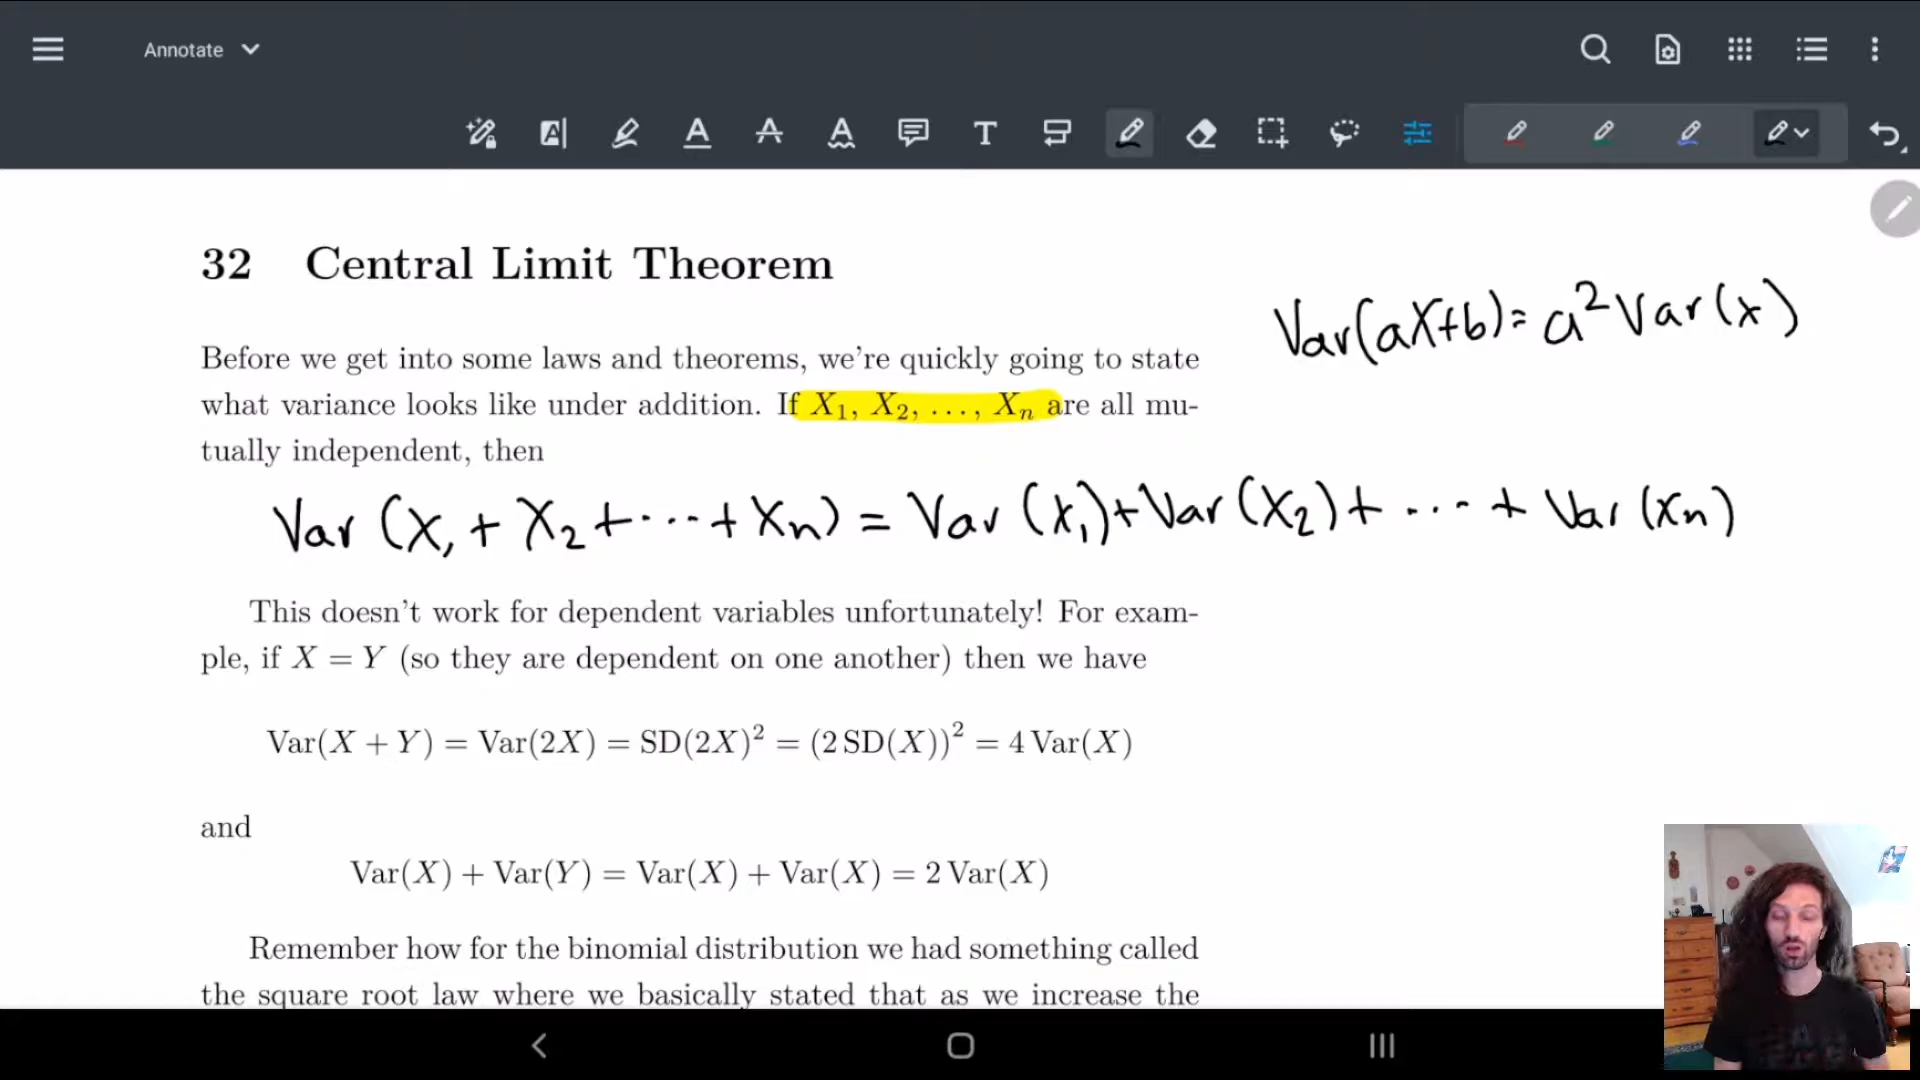 Annotate
32 Central Limit Theorem
Var(aX+b)= a²Var(x)
Before we get into some laws and theorems, we're quickly going to state
what variance looks like under addition. If X₁, X₂, …, Xₙ are all mu-
tually independent, then
Var (X₁ + X₂ + ··· + Xₙ) = Var (X₁) + Var (X₂) + ··· + Var (Xₙ)
This doesn't work for dependent variables unfortunately! For exam-
ple, if X = Y (so they are dependent on one another) then we have
Var(X + Y) = Var(2X) = SD(2X)² = (2 SD(X))² = 4 Var(X)
and
Var(X) + Var(Y) = Var(X) + Var(X) = 2 Var(X)
Remember how for the binomial distribution we had something called
the square root law where we basically stated that as we increase the